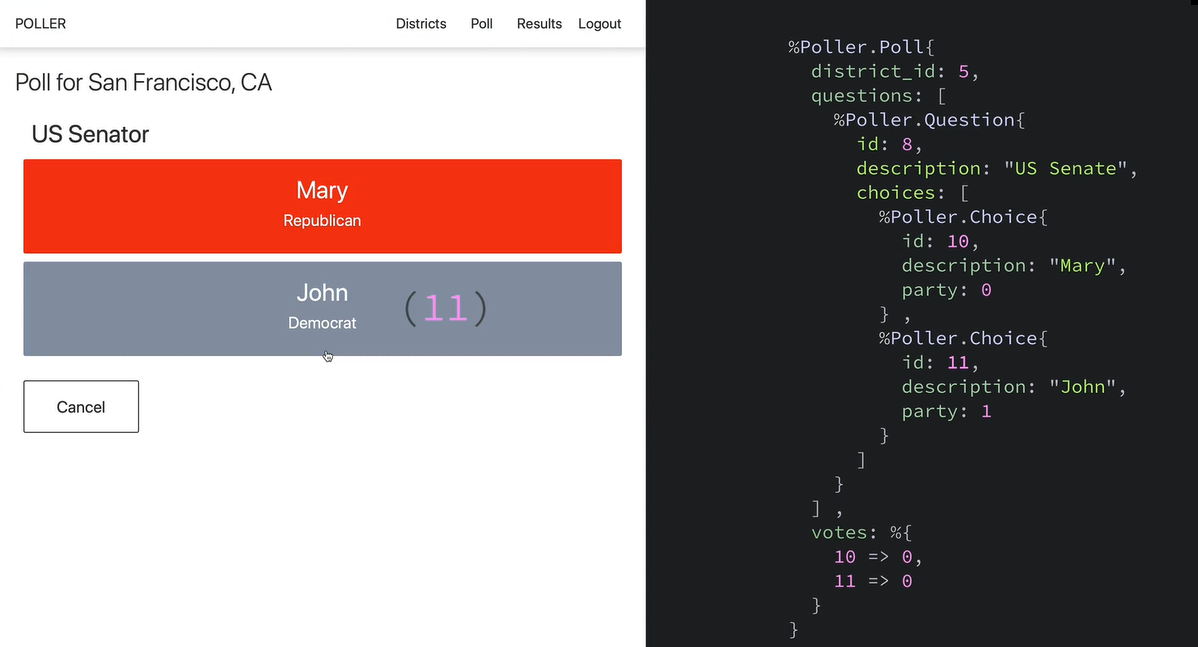 POLLER Districts Poll Results Logout
Poll for San Francisco, CA
US Senator
Mary
Republican
John
Democrat
(11)
Cancel
%Poller.Poll{
district_id: 5,
questions: [
%Poller.Question{
id: 8,
description: "US Senate",
choices: [
%Poller.Choice{
id: 10,
description: "Mary",
party: 0
} ,
%Poller.Choice{
id: 11,
description: "John",
party: 1
}
]
}
] ,
votes: %{
10 => 0,
11 => 0
}
}